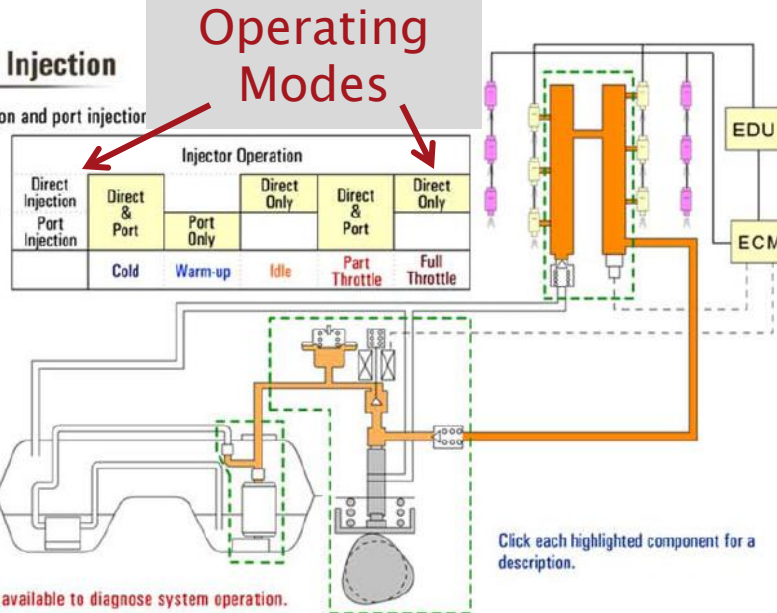 Operating
Modes
Injection
on and port injection
Injector Operation
Direct
Injection
Port
Injection
Direct
&
Port
Port
Only
Direct
Only
Direct
&
Port
Direct
Only
Cold
Warm-up
Idle
Part
Throttle
Full
Throttle
EDU
ECM
Click each highlighted component for a
description.
available to diagnose system operation.